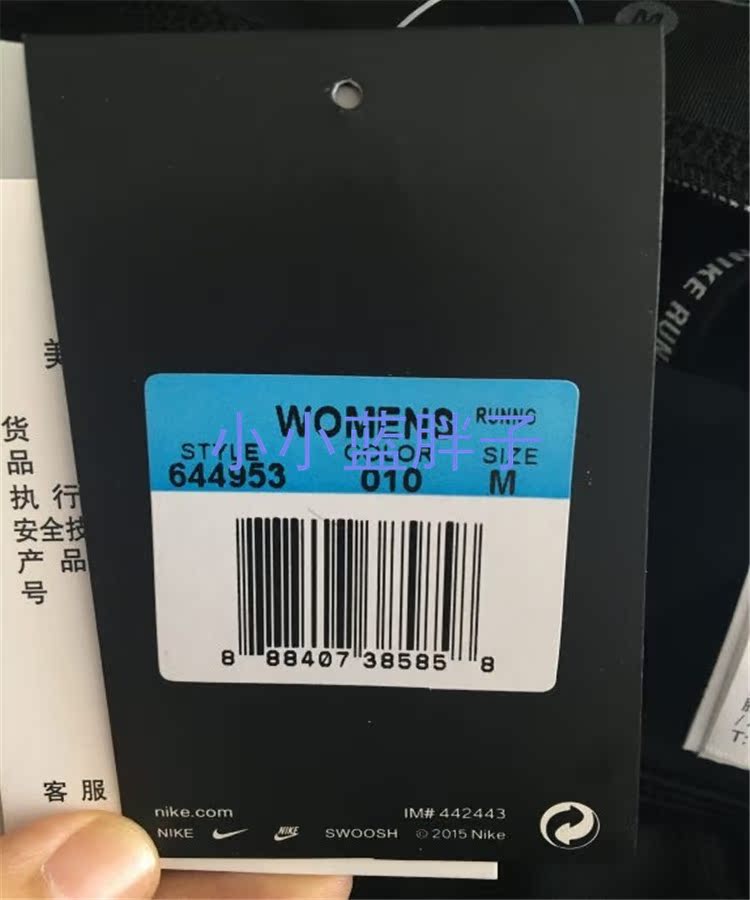 M
NIKE RUN
美
货
品
执 行
安全技
产 品
号
WOMENS RUNNG
小小蓝胖子
STYLE COLOR SIZE
644953 010 M
8 88407 38585 8
客 服
nike.com IM# 442443
NIKE NIKE SWOOSH © 2015 Nike
T: